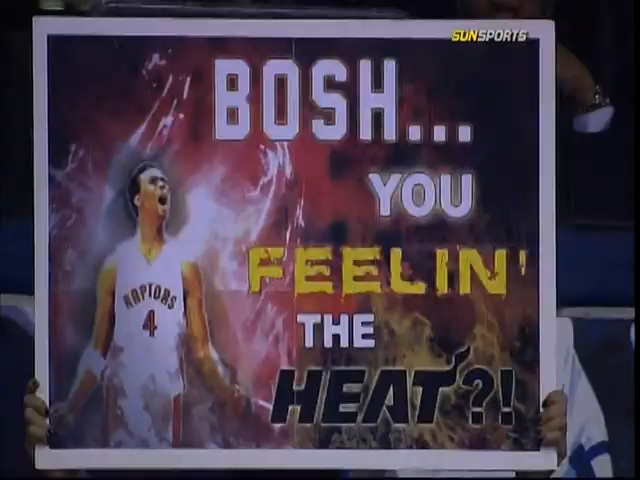 SUNSPORTS
BOSH...
YOU
FEELIN'
THE
HEAT?!
RAPTORS
4